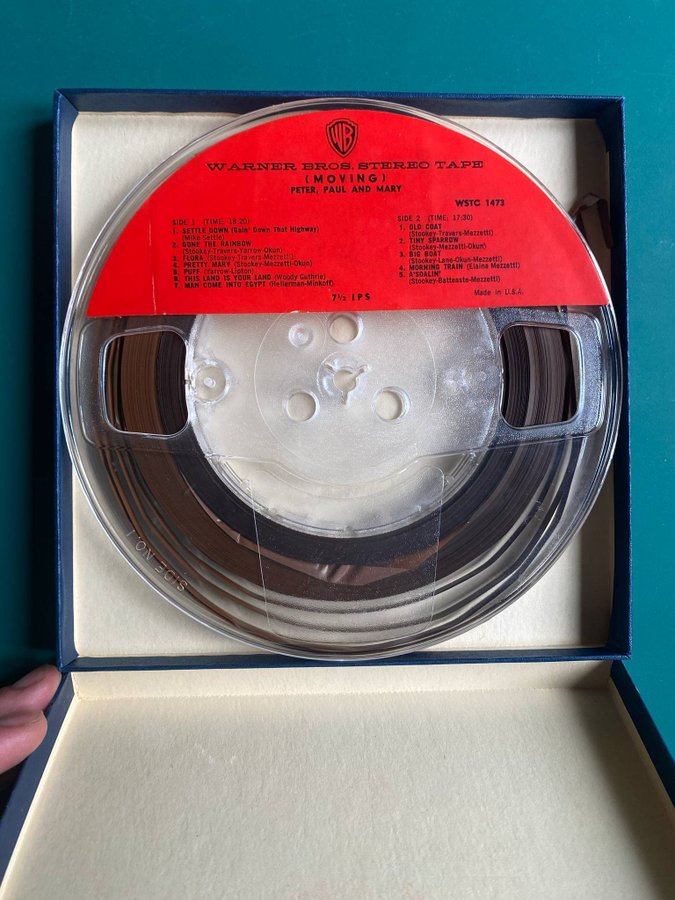 WB
WARNER BROS. STEREO TAPE
(MOVING)
PETER, PAUL AND MARY
WSTC 1473
SIDE 1 (TIME: 18:20)
1. SETTLE DOWN (Goin' Down That Highway)
(Mike Settle)
2. GONE THE RAINBOW
(Stookey-Travers-Yarrow-Okun)
3. FLORA (Stookey-Travers-Mezzetti)
4. PRETTY MARY (Stookey-Mezzetti-Okun)
5. PUFF (Yarrow-Lipton)
6. THIS LAND IS YOUR LAND (Woody Guthrie)
7. MAN COME INTO EGYPT (Hellerman-Minkoff)
SIDE 2 (TIME: 17:30)
1. OLD COAT
(Stookey-Travers-Mezzetti)
2. TINY SPARROW
(Stookey-Mezzetti-Okun)
3. BIG BOAT
(Stookey-Lane-Okun-Mezzetti)
4. MORNING TRAIN (Elaina Mezzetti)
5. A'SOALIN'
(Stookey-Batteste-Mezzetti)
7½ IPS
Made in U.S.A.
SIDE NO. 1